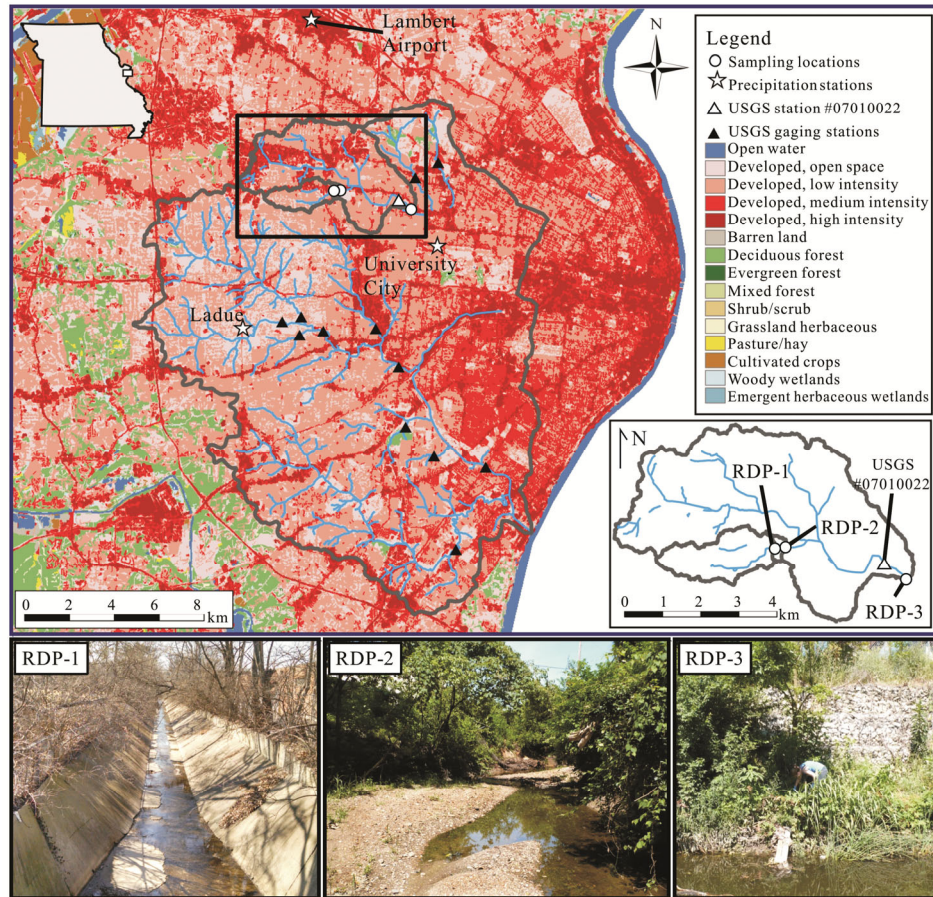 Lambert
Airport
University
City
Ladue
0 2 4 6 8
km
Legend
Sampling locations
Precipitation stations
USGS station #07010022
USGS gaging stations
Open water
Developed, open space
Developed, low intensity
Developed, medium intensity
Developed, high intensity
Barren land
Deciduous forest
Evergreen forest
Mixed forest
Shrub/scrub
Grassland herbaceous
Pasture/hay
Cultivated crops
Woody wetlands
Emergent herbaceous wetlands
N
RDP-1
USGS
#07010022
RDP-2
RDP-3
0 1 2 3 4
km
RDP-1
RDP-2
RDP-3